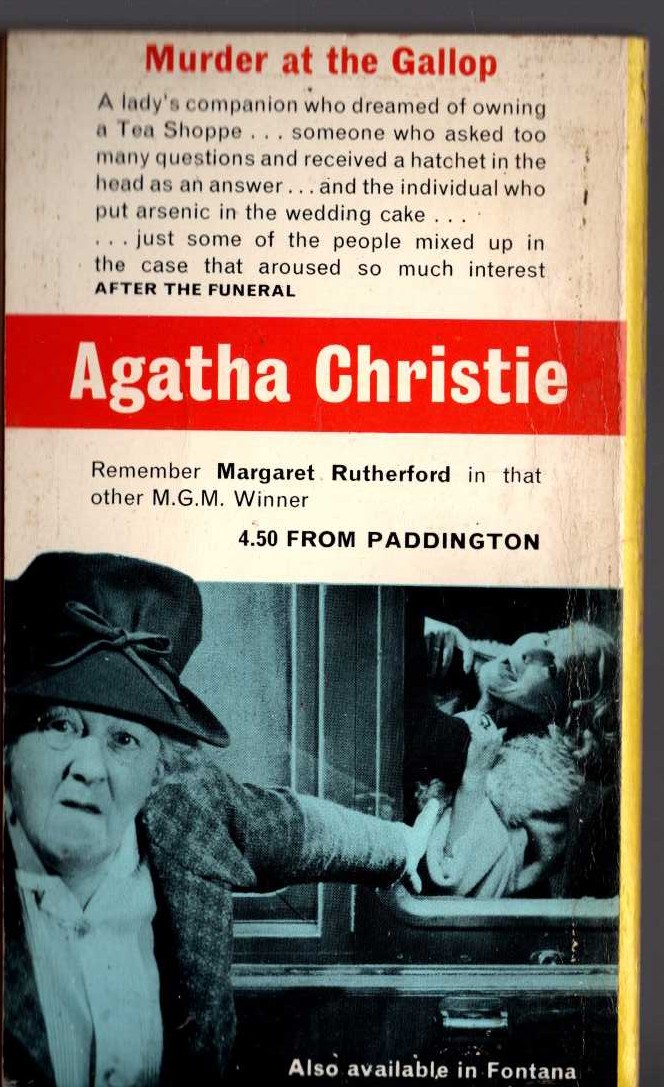 Murder at the Gallop
A lady's companion who dreamed of owning
a Tea Shoppe . . . someone who asked too
many questions and received a hatchet in the
head as an answer . . . and the individual who
put arsenic in the wedding cake . . .
. . . just some of the people mixed up in
the case that aroused so much interest
AFTER THE FUNERAL
Agatha Christie
Remember Margaret Rutherford in that
other M.G.M. Winner
4.50 FROM PADDINGTON
Also available in Fontana